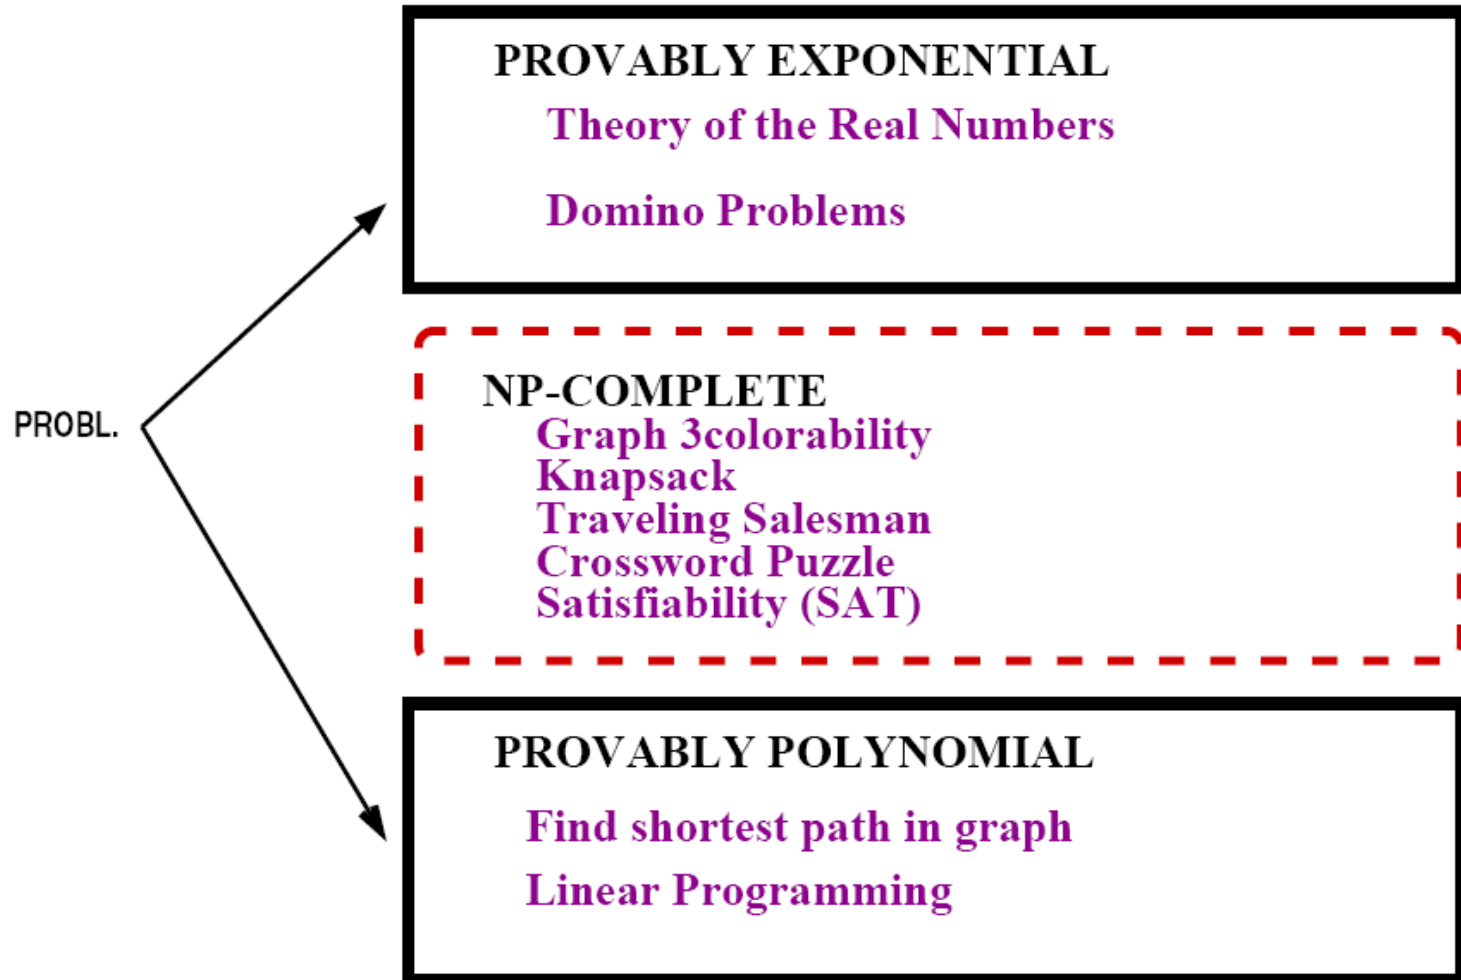 PROVABLY EXPONENTIAL
Theory of the Real Numbers
Domino Problems
PROBL.
NP-COMPLETE
Graph 3colorability
Knapsack
Traveling Salesman
Crossword Puzzle
Satisfiability (SAT)
PROVABLY POLYNOMIAL
Find shortest path in graph
Linear Programming